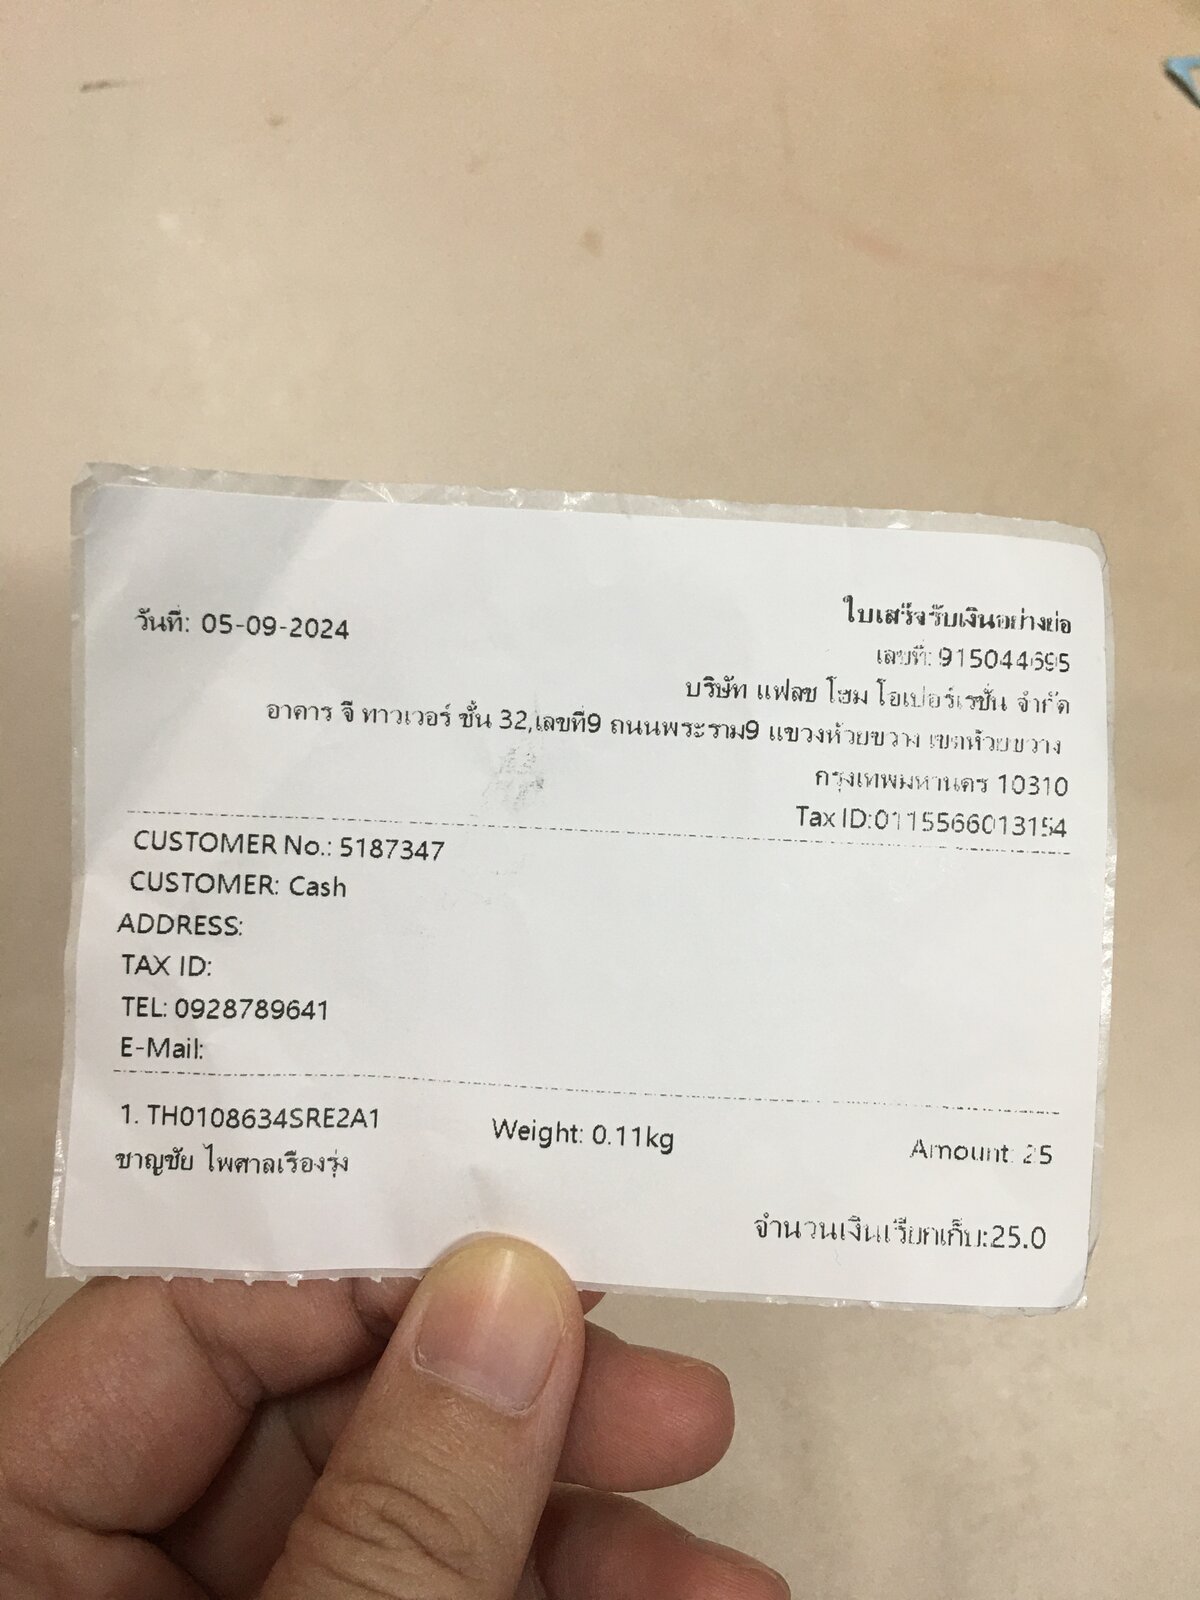 วันที่: 05-09-2024
ใบเสร็จรับเงินอย่างย่อ
เลขที่: 915044695
บริษัท แฟลช โฮม โอเปอร์เรชั่น จำกัด
อาคาร จี ทาวเวอร์ ชั้น 32,เลขที่9 ถนนพระราม9 แขวงห้วยขวาง เขตห้วยขวาง
กรุงเทพมหานคร 10310
Tax ID:0115566013154
CUSTOMER No.: 5187347
CUSTOMER: Cash
ADDRESS:
TAX ID:
TEL: 0928789641
E-Mail:
1. TH0108634SRE2A1 Weight: 0.11kg Amount: 25
ชาญชัย ไพศาลเรืองรุ่ง
จำนวนเงินเรียกเก็บ:25.0